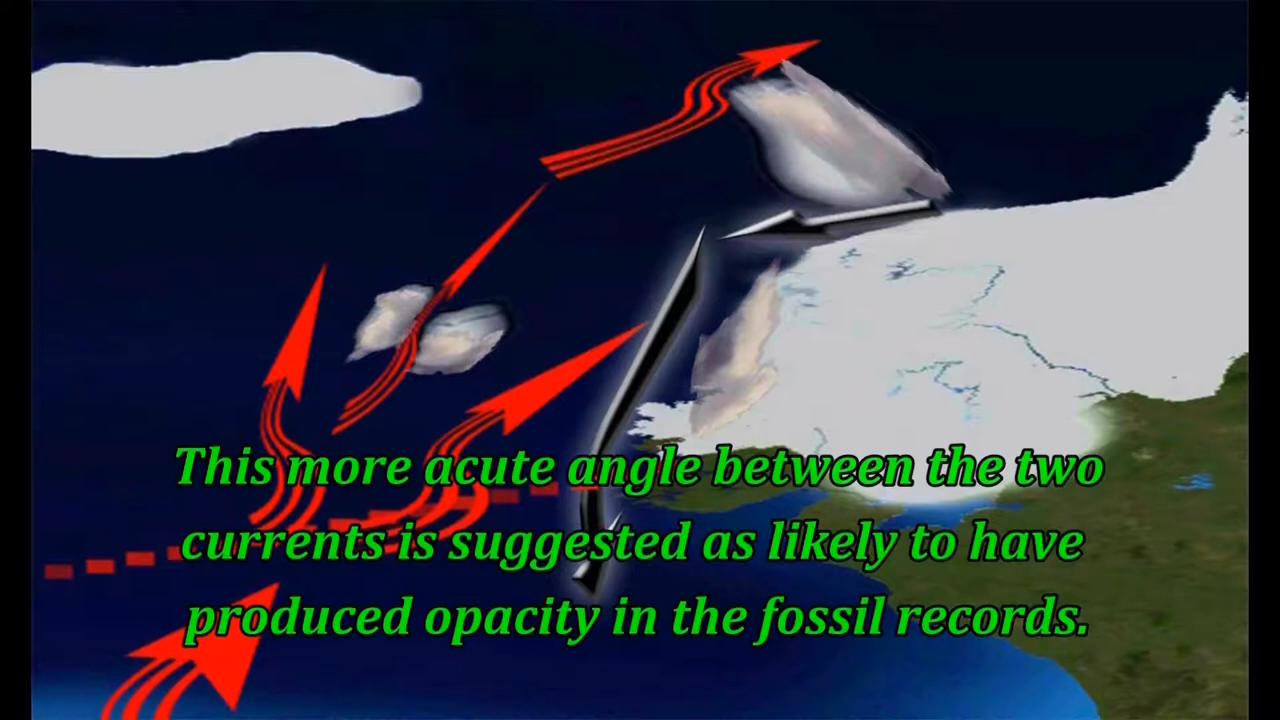 This more acute angle between the two
currents is suggested as likely to have
produced opacity in the fossil records.